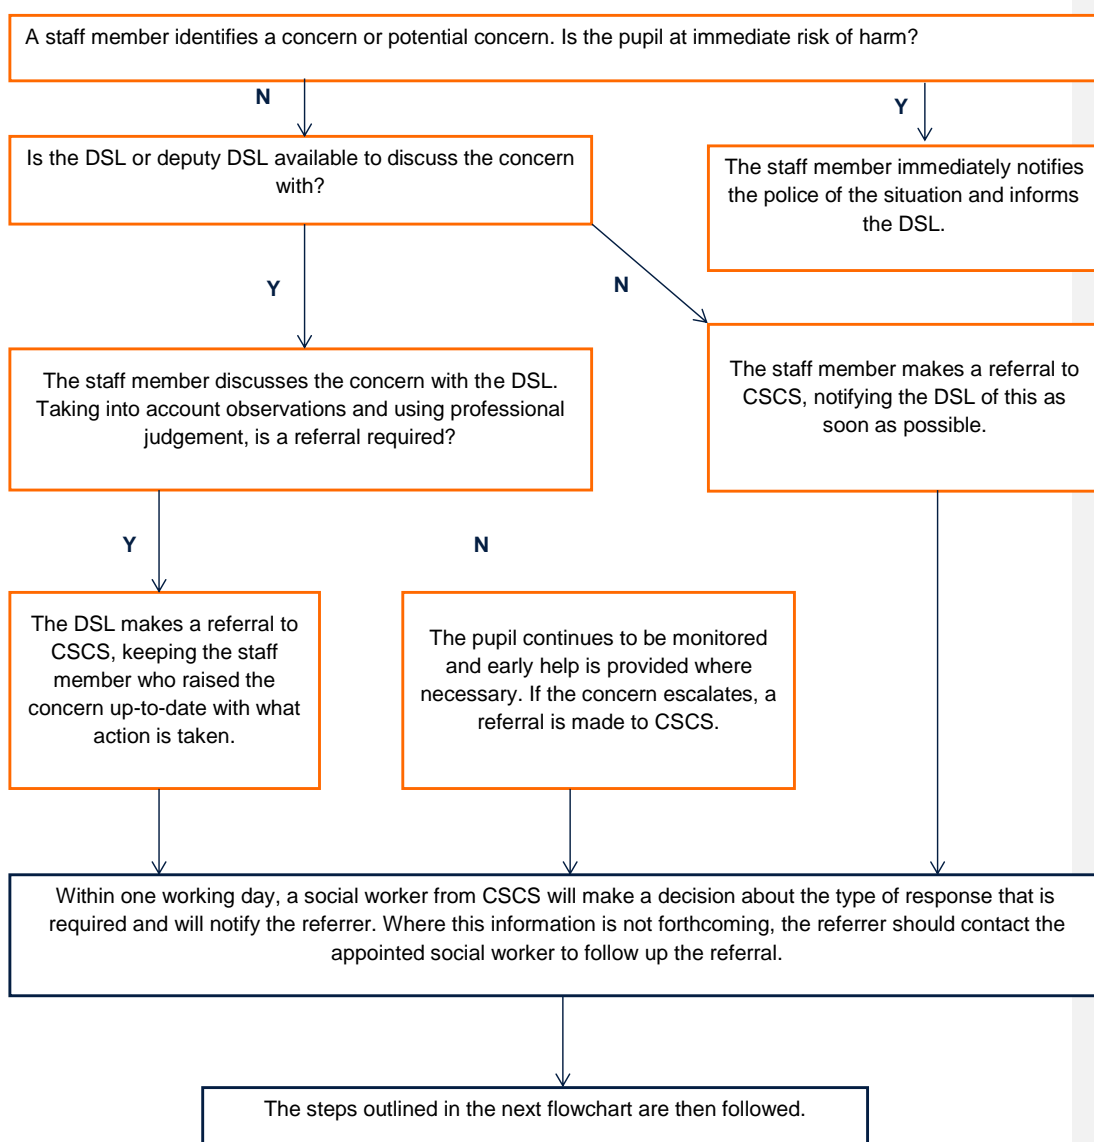 A staff member identifies a concern or potential concern. Is the pupil at immediate risk of harm?
N
Y
Is the DSL or deputy DSL available to discuss the concern
with?
The staff member immediately notifies
the police of the situation and informs
the DSL.
Y
N
The staff member discusses the concern with the DSL.
Taking into account observations and using professional
judgement, is a referral required?
The staff member makes a referral to
CSCS, notifying the DSL of this as
soon as possible.
Y
N
The DSL makes a referral to
CSCS, keeping the staff
member who raised the
concern up-to-date with what
action is taken.
The pupil continues to be monitored
and early help is provided where
necessary. If the concern escalates, a
referral is made to CSCS.
Within one working day, a social worker from CSCS will make a decision about the type of response that is
required and will notify the referrer. Where this information is not forthcoming, the referrer should contact the
appointed social worker to follow up the referral.
The steps outlined in the next flowchart are then followed.